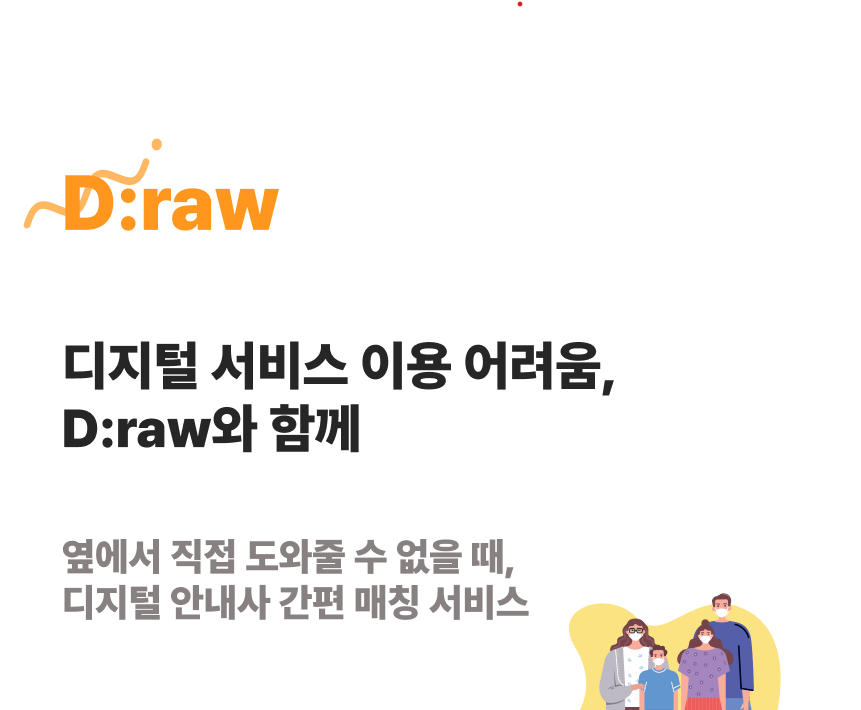 D:raw
디지털 서비스 이용 어려움,
D:raw와 함께
옆에서 직접 도와줄 수 없을 때,
디지털 안내사 간편 매칭 서비스